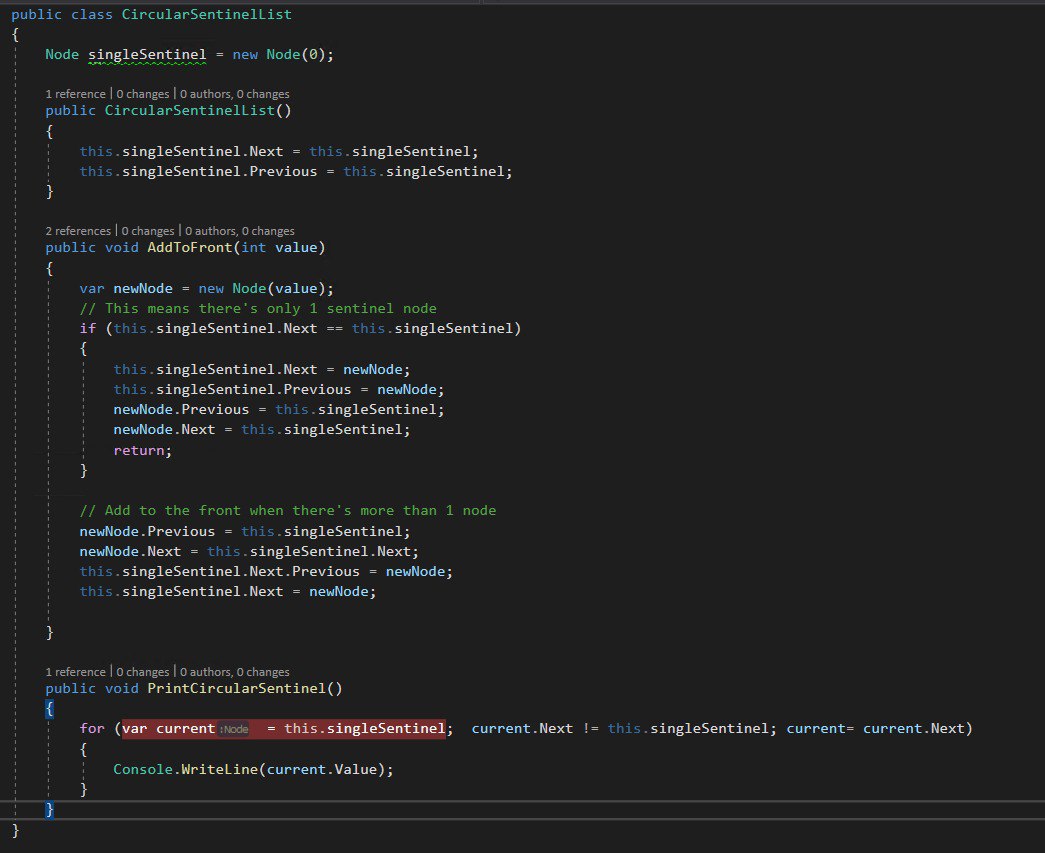 public class CircularSentinelList
{
Node singleSentinel = new Node(0);
1 reference | 0 changes | 0 authors, 0 changes
public CircularSentinelList()
{
this.singleSentinel.Next = this.singleSentinel;
this.singleSentinel.Previous = this.singleSentinel;
}
2 references | 0 changes | 0 authors, 0 changes
public void AddToFront(int value)
{
var newNode = new Node(value);
// This means there's only 1 sentinel node
if (this.singleSentinel.Next == this.singleSentinel)
{
this.singleSentinel.Next = newNode;
this.singleSentinel.Previous = newNode;
newNode.Previous = this.singleSentinel;
newNode.Next = this.singleSentinel;
return;
}
// Add to the front when there's more than 1 node
newNode.Previous = this.singleSentinel;
newNode.Next = this.singleSentinel.Next;
this.singleSentinel.Next.Previous = newNode;
this.singleSentinel.Next = newNode;
}
1 reference | 0 changes | 0 authors, 0 changes
public void PrintCircularSentinel()
{
for (var current :Node = this.singleSentinel; current.Next != this.singleSentinel; current= current.Next)
{
Console.WriteLine(current.Value);
}
}
}